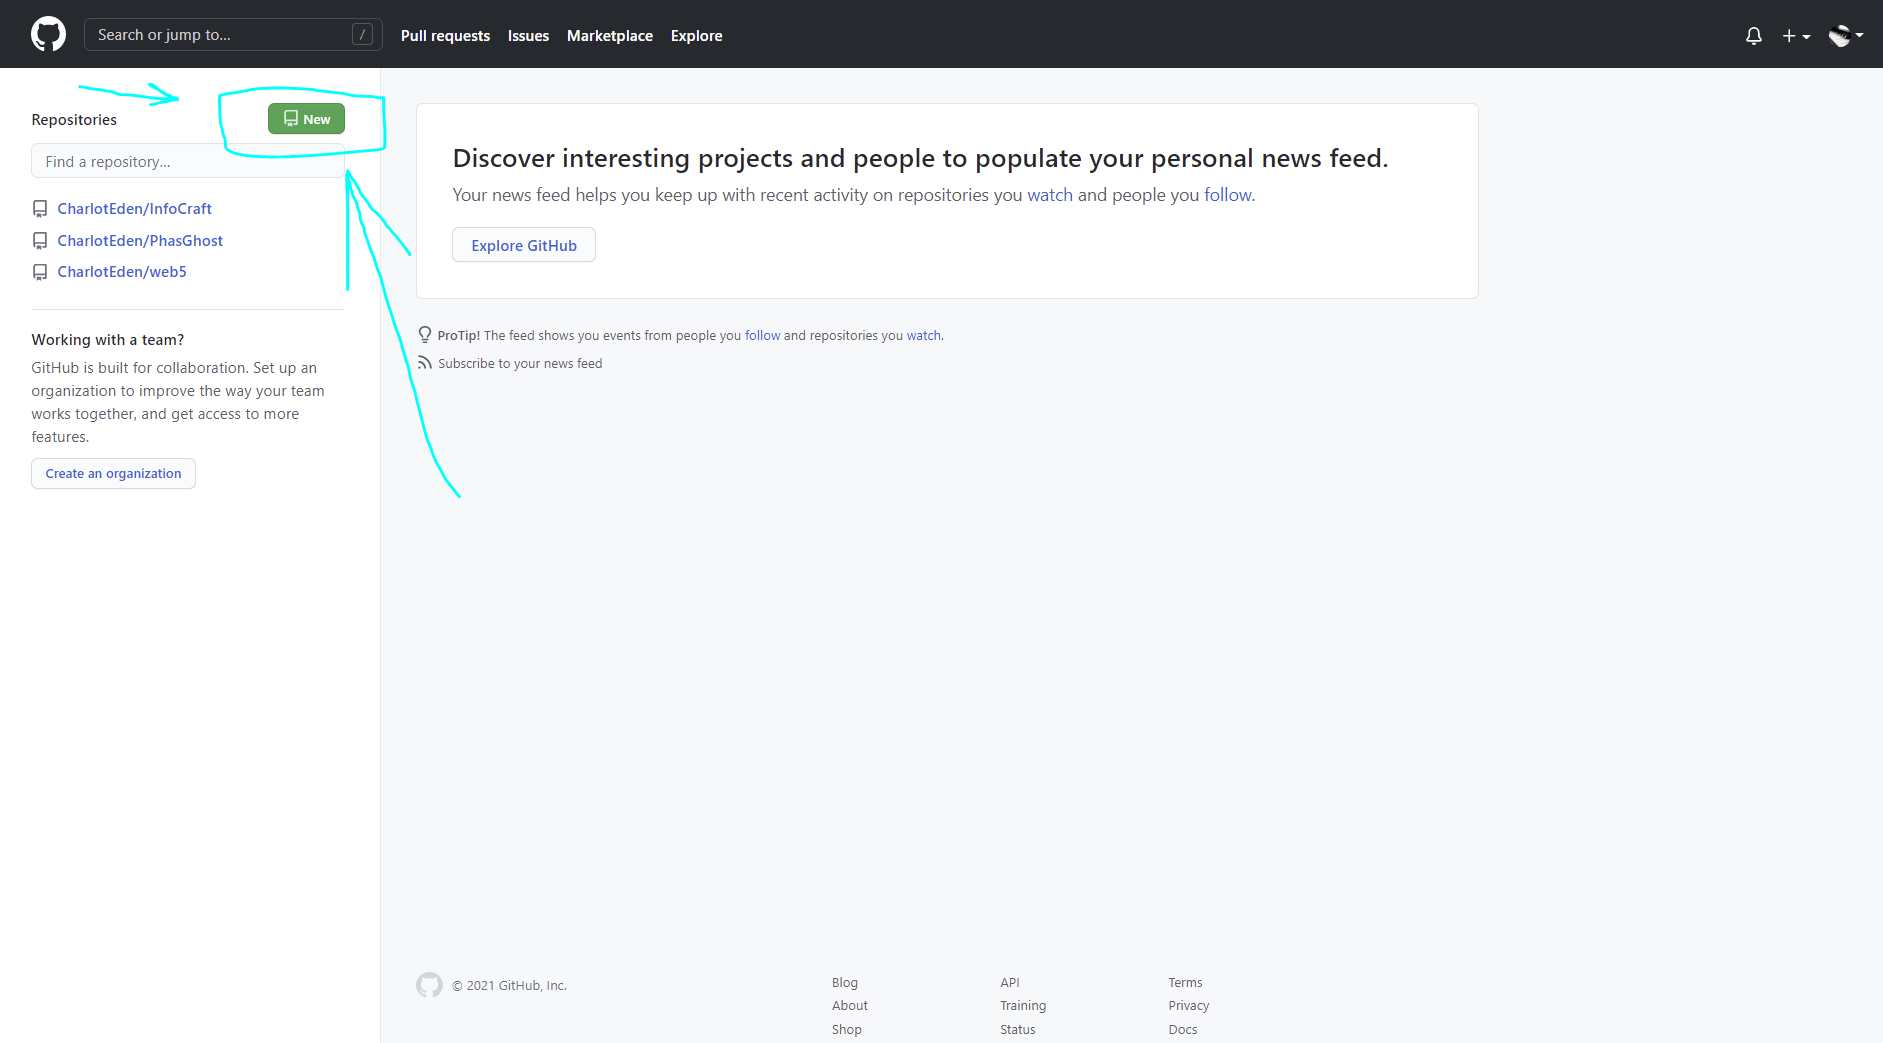 Search or jump to...
/
Pull requests
Issues
Marketplace
Explore
Repositories
New
Find a repository...
CharlotEden/InfoCraft
CharlotEden/PhasGhost
CharlotEden/web5
Working with a team?
GitHub is built for collaboration. Set up an
organization to improve the way your team
works together, and get access to more
features.
Create an organization
Discover interesting projects and people to populate your personal news feed.
Your news feed helps you keep up with recent activity on repositories you watch and people you follow.
Explore GitHub
ProTip! The feed shows you events from people you follow and repositories you watch.
Subscribe to your news feed
© 2021 GitHub, Inc.
Blog
About
Shop
API
Training
Status
Terms
Privacy
Docs